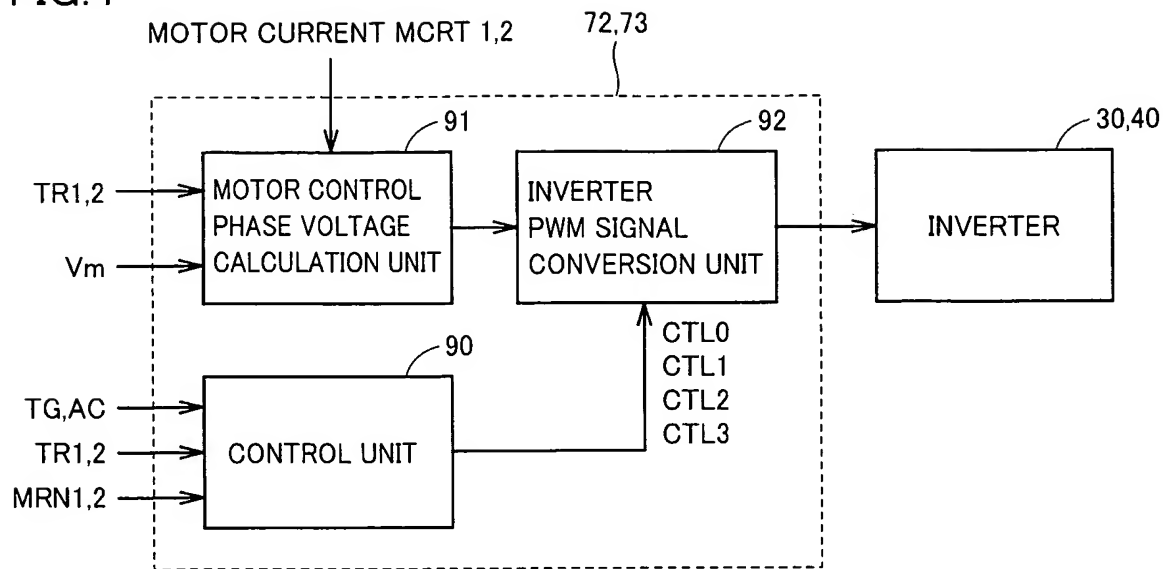 MOTOR CURRENT MCRT 1,2
72,73
91
92
30,40
TR1,2
Vm
MOTOR CONTROL
PHASE VOLTAGE
CALCULATION UNIT
INVERTER
PWM SIGNAL
CONVERSION UNIT
INVERTER
CTL0
CTL1
CTL2
CTL3
90
TG,AC
TR1,2
MRN1,2
CONTROL UNIT